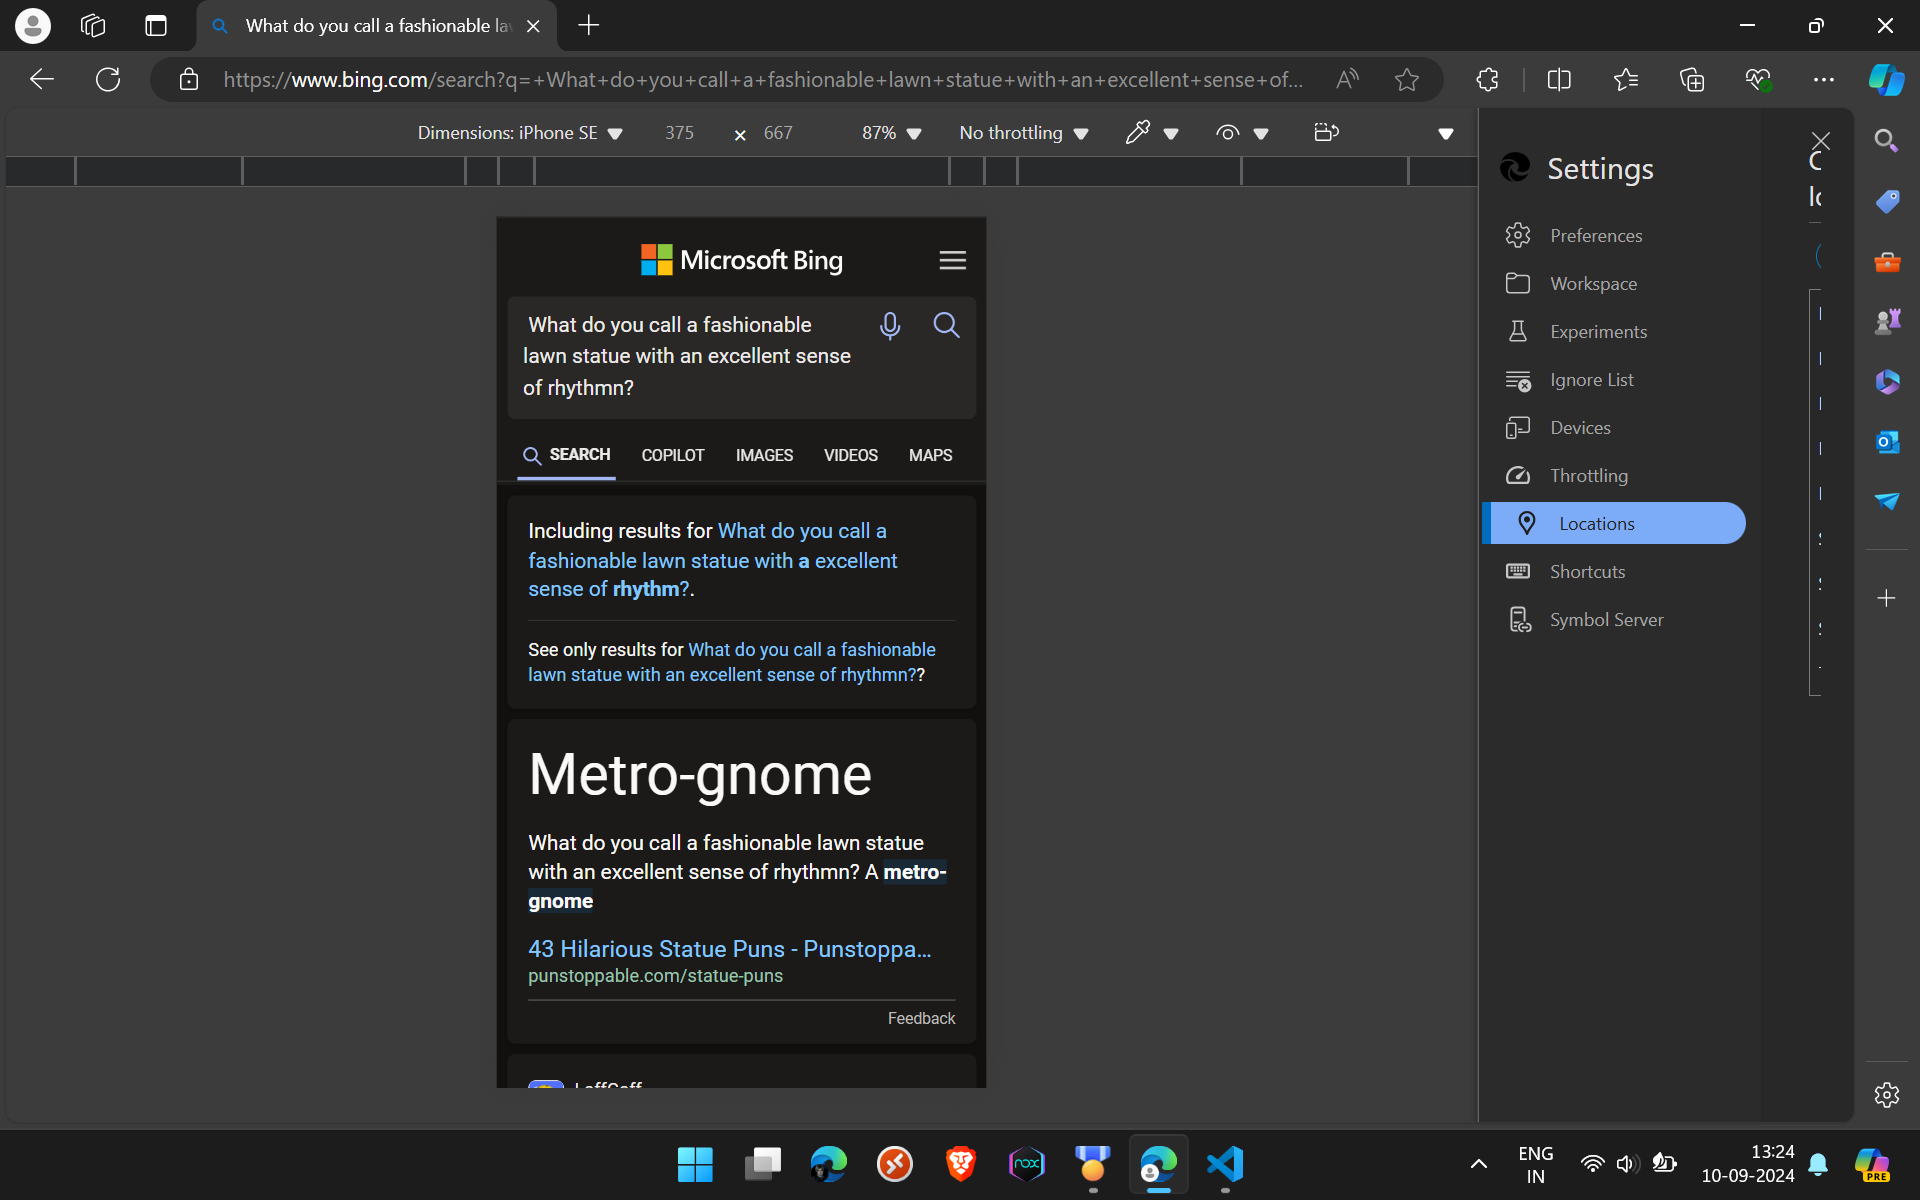 What do you call a fashionable la
https://www.bing.com/search?q=+What+do+you+call+a+fashionable+lawn+statue+with+an+excellent+sense+of...
Dimensions: iPhone SE 375 × 667 87% No throttling
Settings
Preferences
Workspace
Experiments
Ignore List
Devices
Throttling
Locations
Shortcuts
Symbol Server
Microsoft Bing
What do you call a fashionable
lawn statue with an excellent sense
of rhythmn?
SEARCH COPILOT IMAGES VIDEOS MAPS
Including results for What do you call a
fashionable lawn statue with a excellent
sense of rhythm?.
See only results for What do you call a fashionable
lawn statue with an excellent sense of rhythmn??
Metro-gnome
What do you call a fashionable lawn statue
with an excellent sense of rhythmn? A metro-
gnome
43 Hilarious Statue Puns - Punstoppa...
punstoppable.com/statue-puns
Feedback
nox
ENG
IN
13:24
10-09-2024
PRE